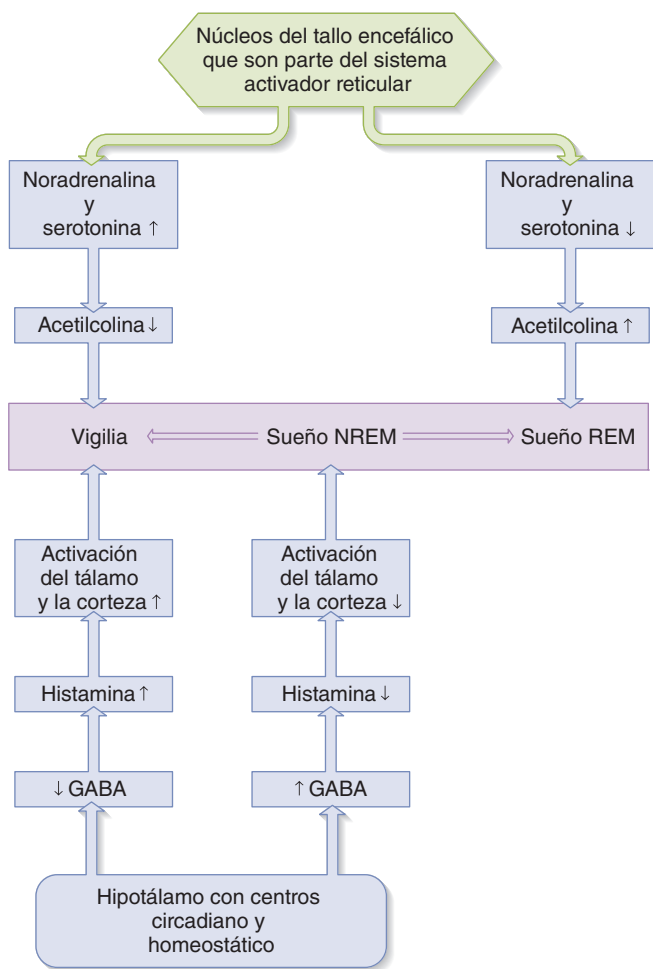 Núcleos del tallo encefálico
que son parte del sistema
activador reticular
Noradrenalina
y
serotonina ↑
Noradrenalina
y
serotonina ↓
Acetilcolina ↓
Acetilcolina ↑
Vigilia
Sueño NREM
Sueño REM
Activación
del tálamo
y la corteza ↑
Activación
del tálamo
y la corteza ↓
Histamina ↑
Histamina ↓
↓ GABA
↑ GABA
Hipotálamo con centros
circadiano y
homeostático